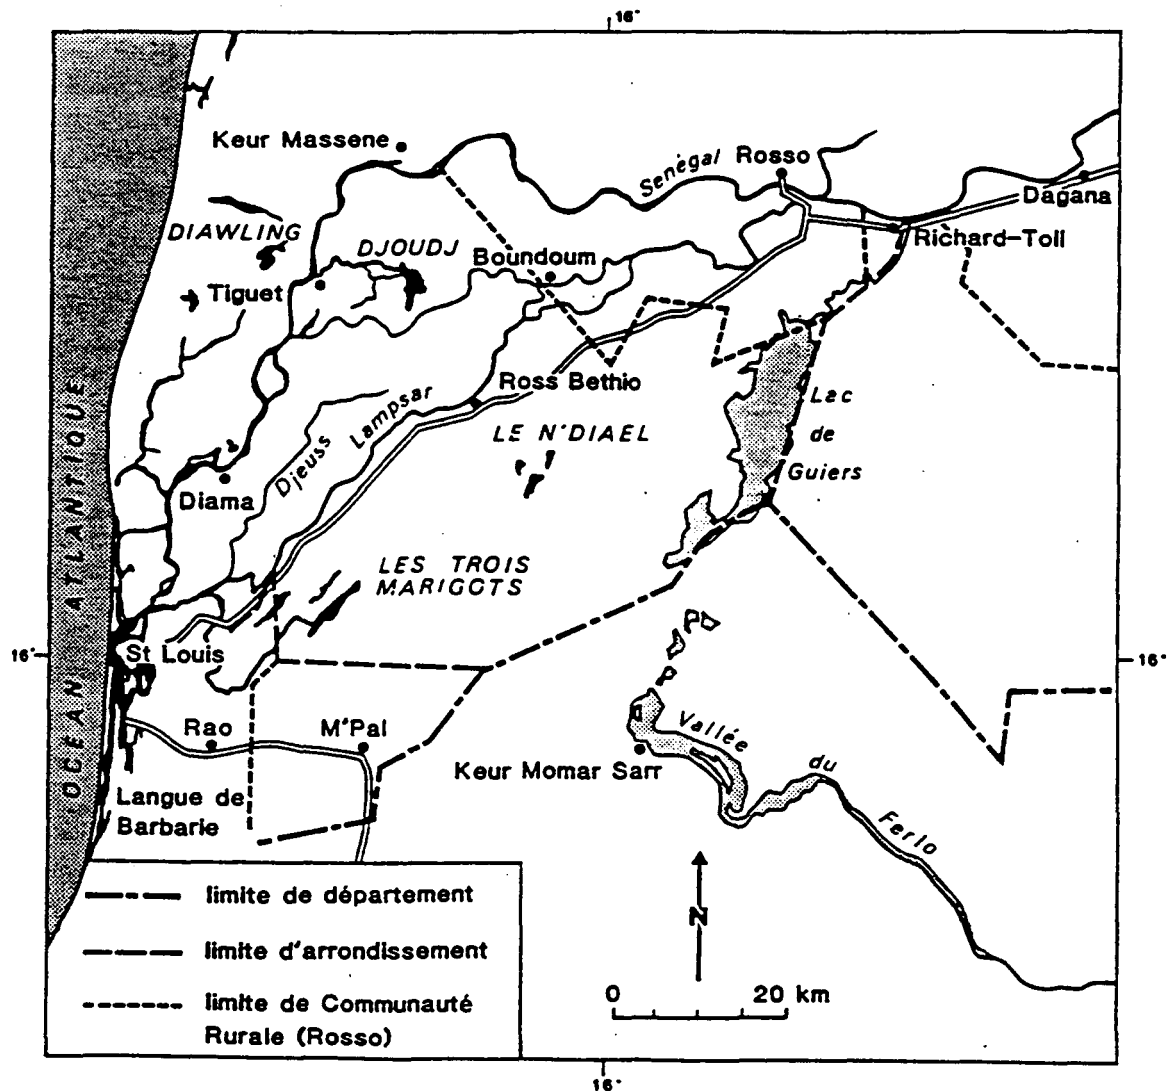 16°
Keur Massene
Sénégal
Rosso
Dagana
DIAWLING
DJOUDJ
Boundoum
Richard-Toll
Tiguet
Ross Bethio
Lampsar
Djeuss
LE N'DIAEL
Lac
de
Guiers
Diama
OCÉAN ATLANTIQUE
LES TROIS
MARIGOTS
16°
St Louis
16°
Rao
M'Pal
Vallée
du
Ferlo
Keur Momar Sarr
Langue de
Barbarie
limite de département
limite d'arrondissement
limite de Communauté
Rurale (Rosso)
N
0 20 km
16°